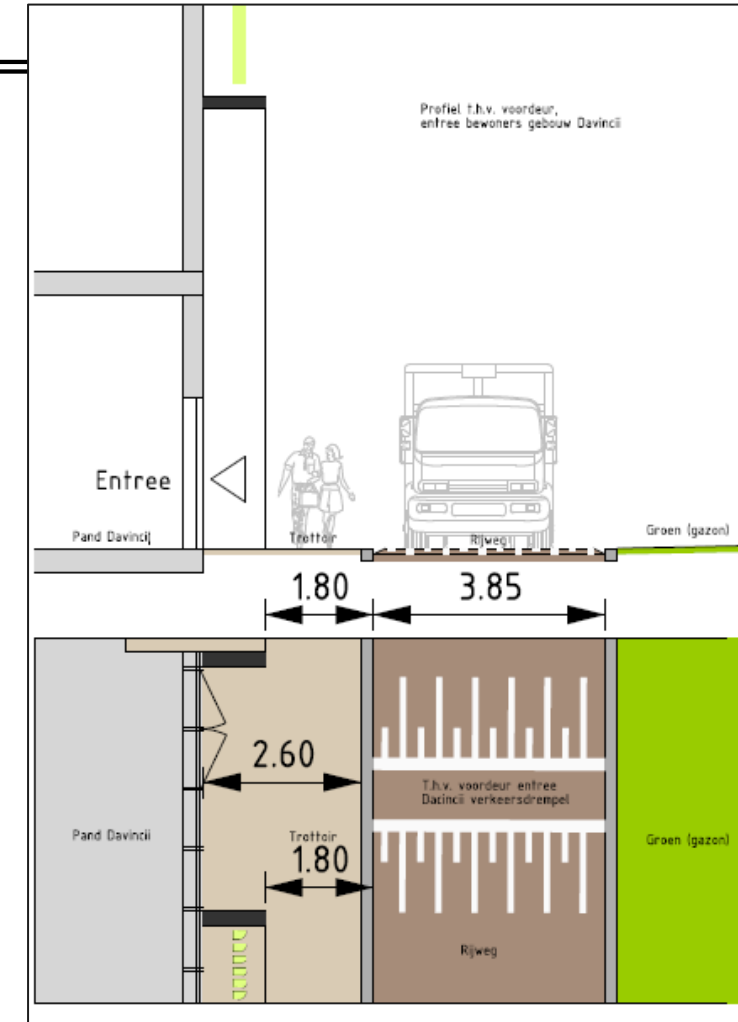 Profiel t.h.v. voordeur,
entree bewoners gebouw Davincii
Entree
Pand Davincij
Trottoir
Rijweg
Groen (gazon)
1.80
3.85
2.60
T.h.v. voordeur entree
Dacincii verkeersdrempel
Pand Davincii
Trottoir
1.80
Groen (gazon)
Rijweg